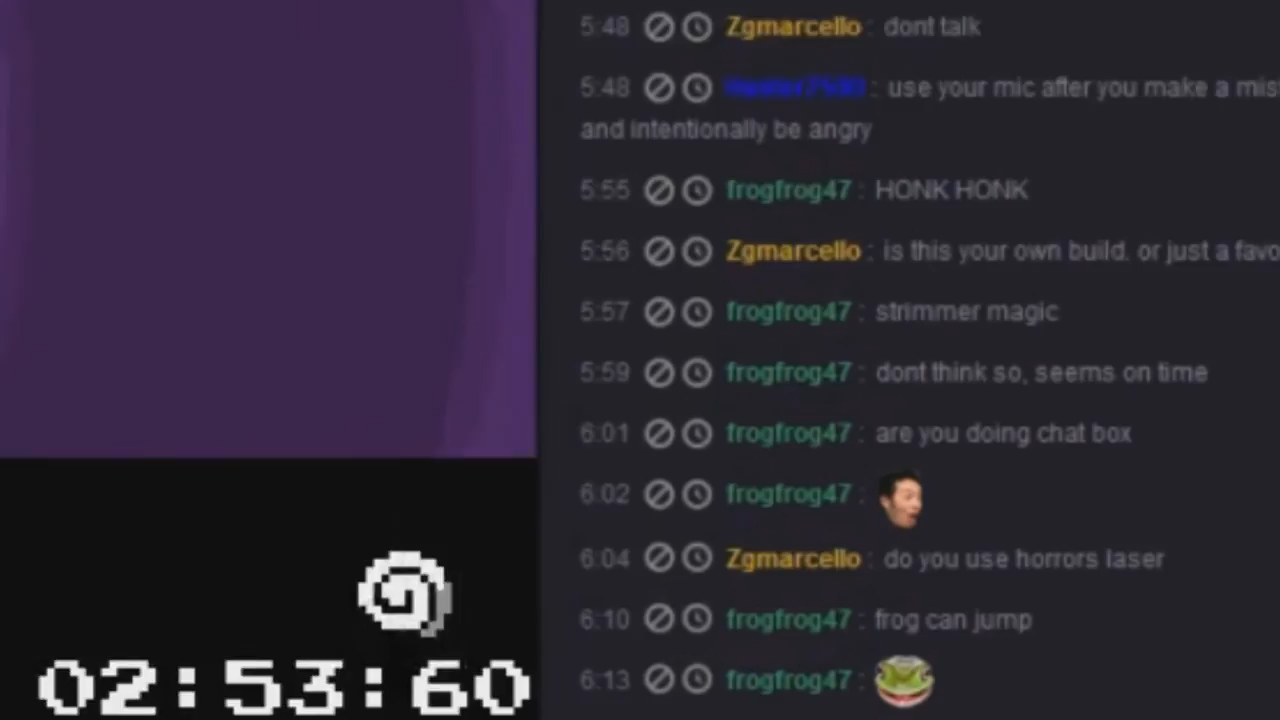 5:48 Zgmarcello: dont talk
5:48 : use your mic after you make a mis
and intentionally be angry
5:55 frogfrog47: HONK HONK
5:56 Zgmarcello: is this your own build. or just a favo
5:57 frogfrog47: strimmer magic
5:59 frogfrog47: dont think so, seems on time
6:01 frogfrog47: are you doing chat box
6:02 frogfrog47:
6:04 Zgmarcello: do you use horrors laser
6:10 frogfrog47: frog can jump
6:13 frogfrog47:
02:53:60